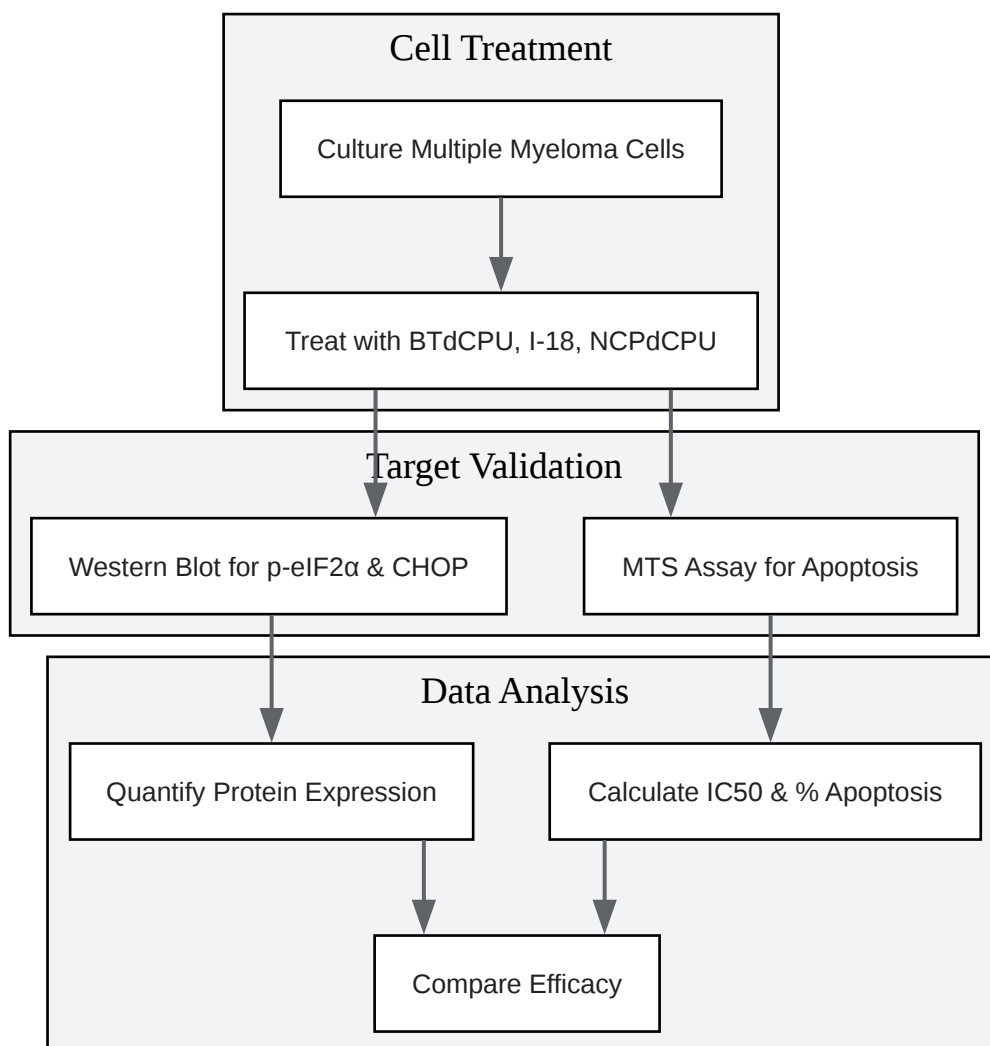 Cell Treatment
Culture Multiple Myeloma Cells
Treat with BTdCPU, I-18, NCPdCPU
Target Validation
Western Blot for p-eIF2α & CHOP
MTS Assay for Apoptosis
Data Analysis
Quantify Protein Expression
Calculate IC50 & % Apoptosis
Compare Efficacy